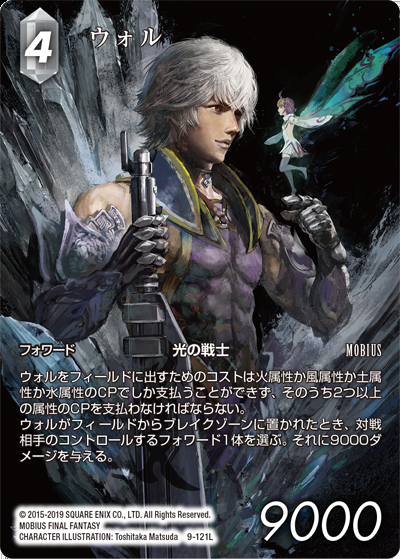 4
ウォル
フォワード
光の戦士
MOBIUS
ウォルをフィールドに出すためのコストは火属性か風属性か土属
性か水属性のCPでしか支払うことができず、そのうち2つ以上
の属性のCPを支払わなければならない。
ウォルがフィールドからブレイクゾーンに置かれたとき、対戦
相手のコントロールするフォワード1体を選ぶ。それに9000ダ
メージを与える。
© 2015-2019 SQUARE ENIX CO., LTD. All Rights Reserved.
MOBIUS FINAL FANTASY
CHARACTER ILLUSTRATION: Toshitaka Matsuda 9-121L
9000